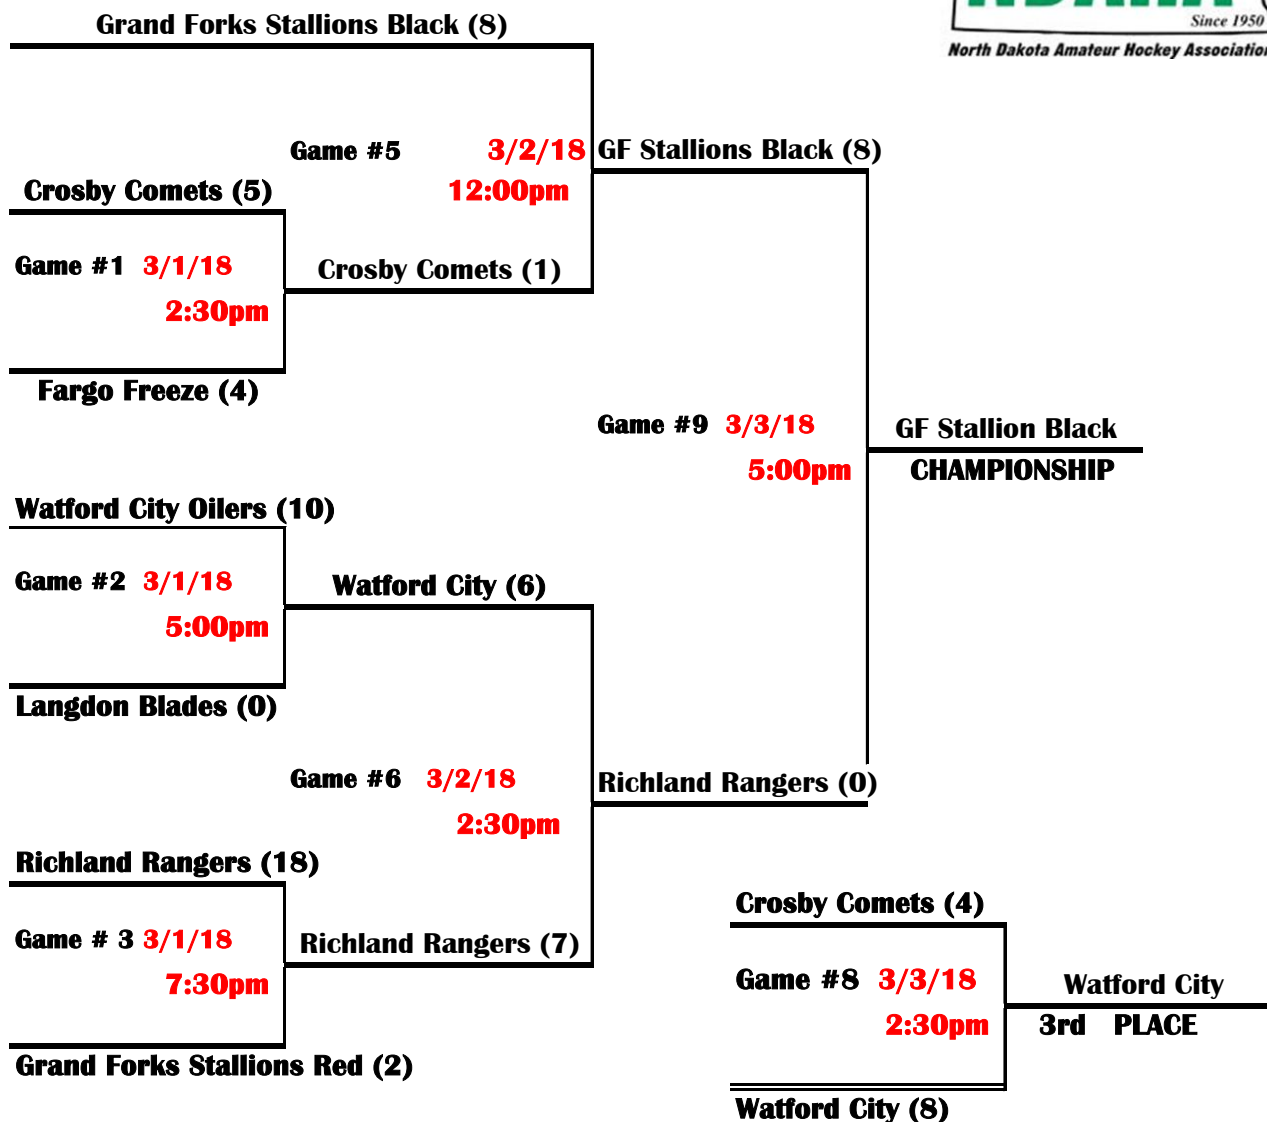 Grand Forks Stallions Black (8)
Since 1950
North Dakota Amateur Hockey Association
Game #5 3/2/18
12:00pm
GF Stallions Black (8)
Crosby Comets (5)
Game #1 3/1/18
2:30pm
Crosby Comets (1)
Fargo Freeze (4)
Game #9 3/3/18
5:00pm
GF Stallion Black
CHAMPIONSHIP
Watford City Oilers (10)
Game #2 3/1/18
5:00pm
Watford City (6)
Langdon Blades (0)
Game #6 3/2/18
2:30pm
Richland Rangers (0)
Richland Rangers (18)
Game # 3 3/1/18
7:30pm
Richland Rangers (7)
Grand Forks Stallions Red (2)
Crosby Comets (4)
Game #8 3/3/18
2:30pm
Watford City
3rd PLACE
Watford City (8)